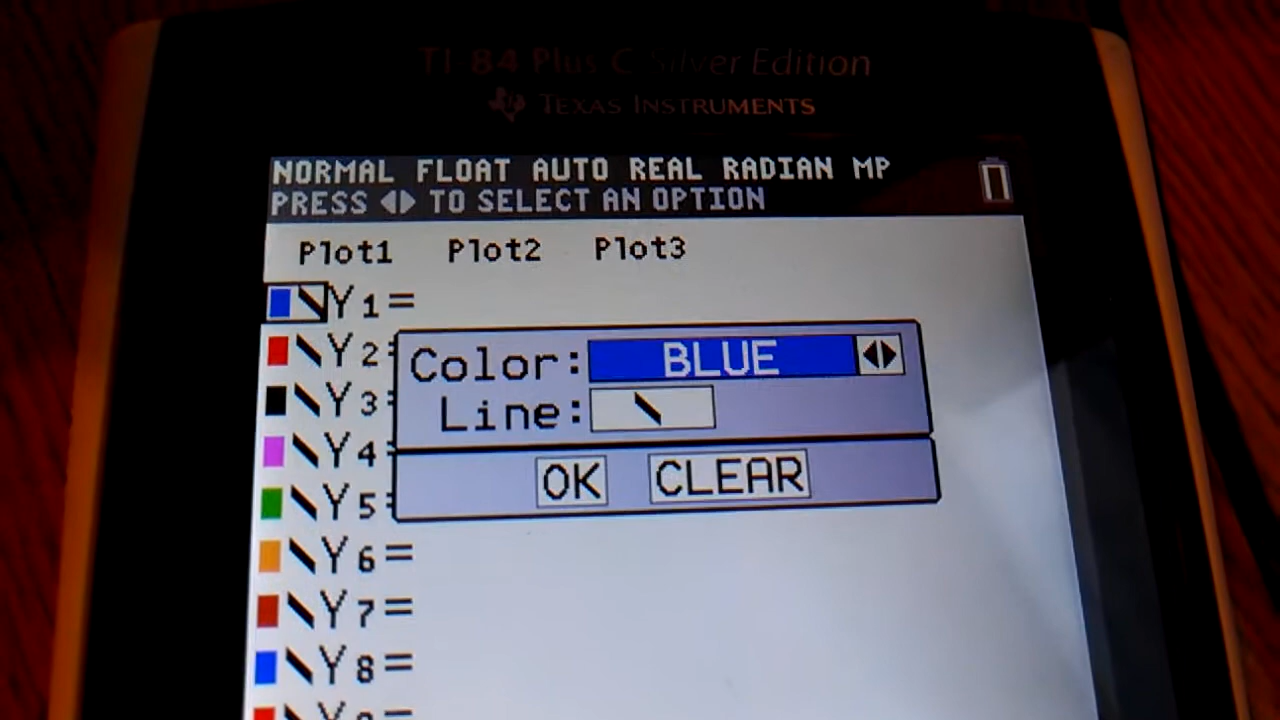 TI-84 Plus C Silver Edition
TEXAS INSTRUMENTS
NORMAL FLOAT AUTO REAL RADIAN MP
PRESS ◀▶ TO SELECT AN OPTION
Plot1 Plot2 Plot3
Y1=
Y2=
Color: BLUE
Y3=
Line:
Y4=
OK CLEAR
Y5=
Y6=
Y7=
Y8=